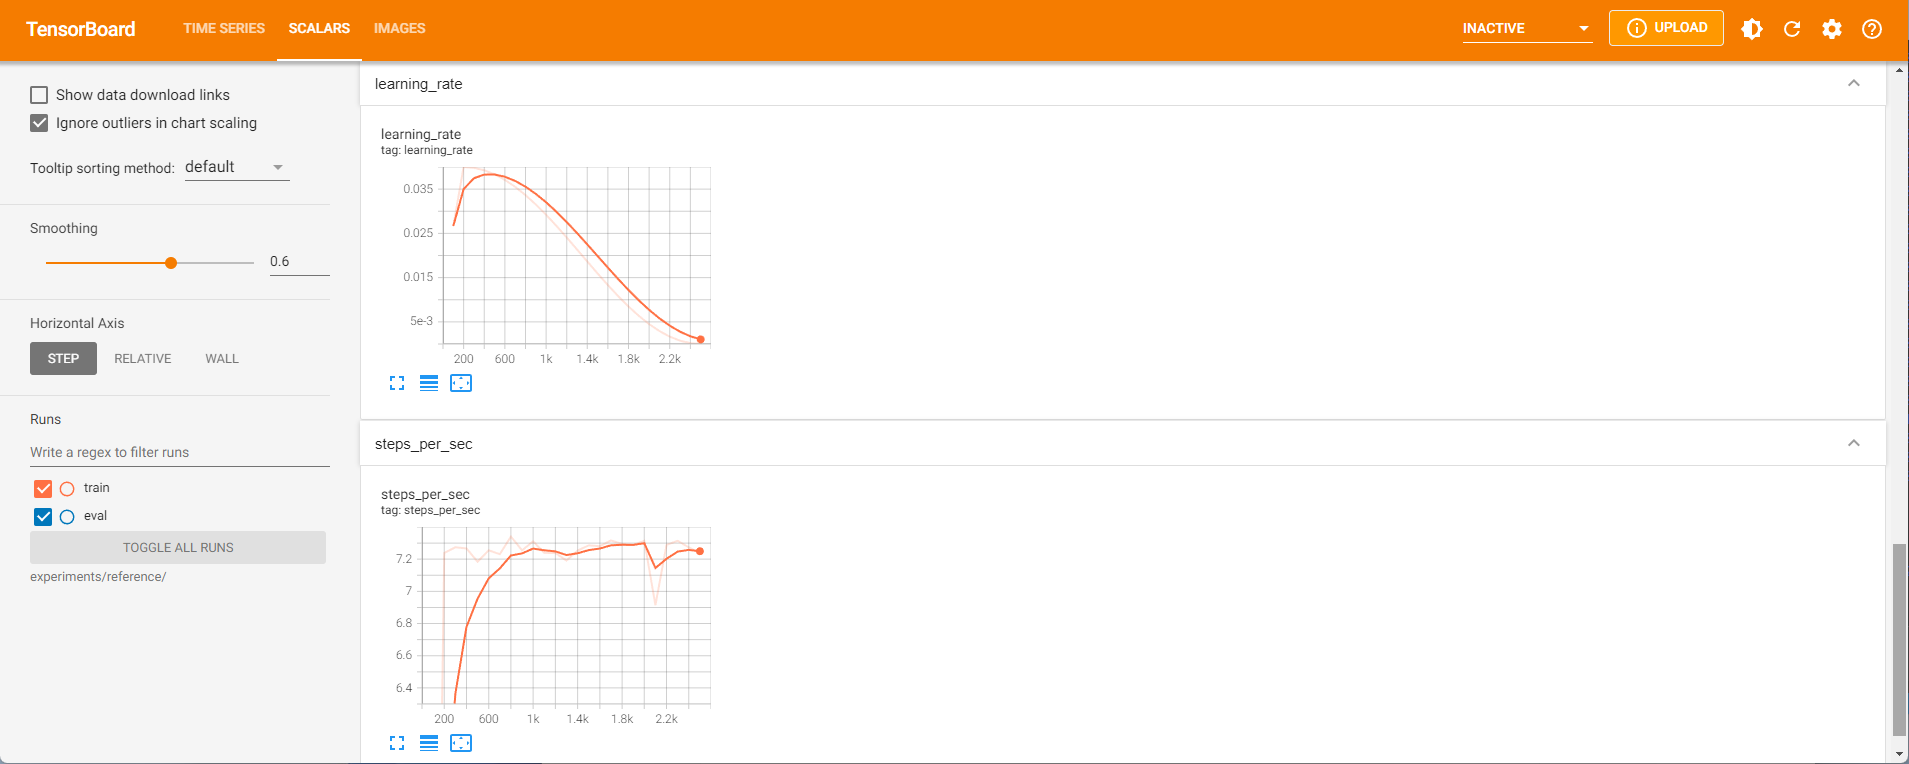 TensorBoard TIME SERIES SCALARS IMAGES INACTIVE UPLOAD
Show data download links
Ignore outliers in chart scaling
Tooltip sorting method: default
Smoothing
0.6
Horizontal Axis
STEP RELATIVE WALL
Runs
Write a regex to filter runs
train
eval
TOGGLE ALL RUNS
experiments/reference/
learning_rate
learning_rate
tag: learning_rate
0.035
0.025
0.015
5e-3
200 600 1k 1.4k 1.8k 2.2k
steps_per_sec
steps_per_sec
tag: steps_per_sec
7.2
7
6.8
6.6
6.4
200 600 1k 1.4k 1.8k 2.2k